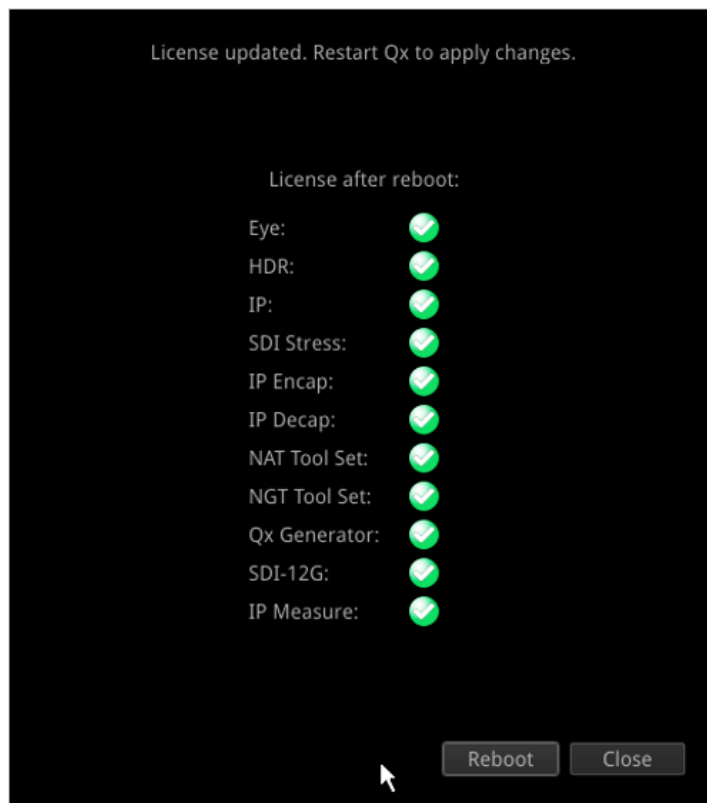 License updated. Restart Qx to apply changes.
License after reboot:
Eye:
HDR:
IP:
SDI Stress:
IP Encap:
IP Decap:
NAT Tool Set:
NGT Tool Set:
Qx Generator:
SDI-12G:
IP Measure:
Reboot Close